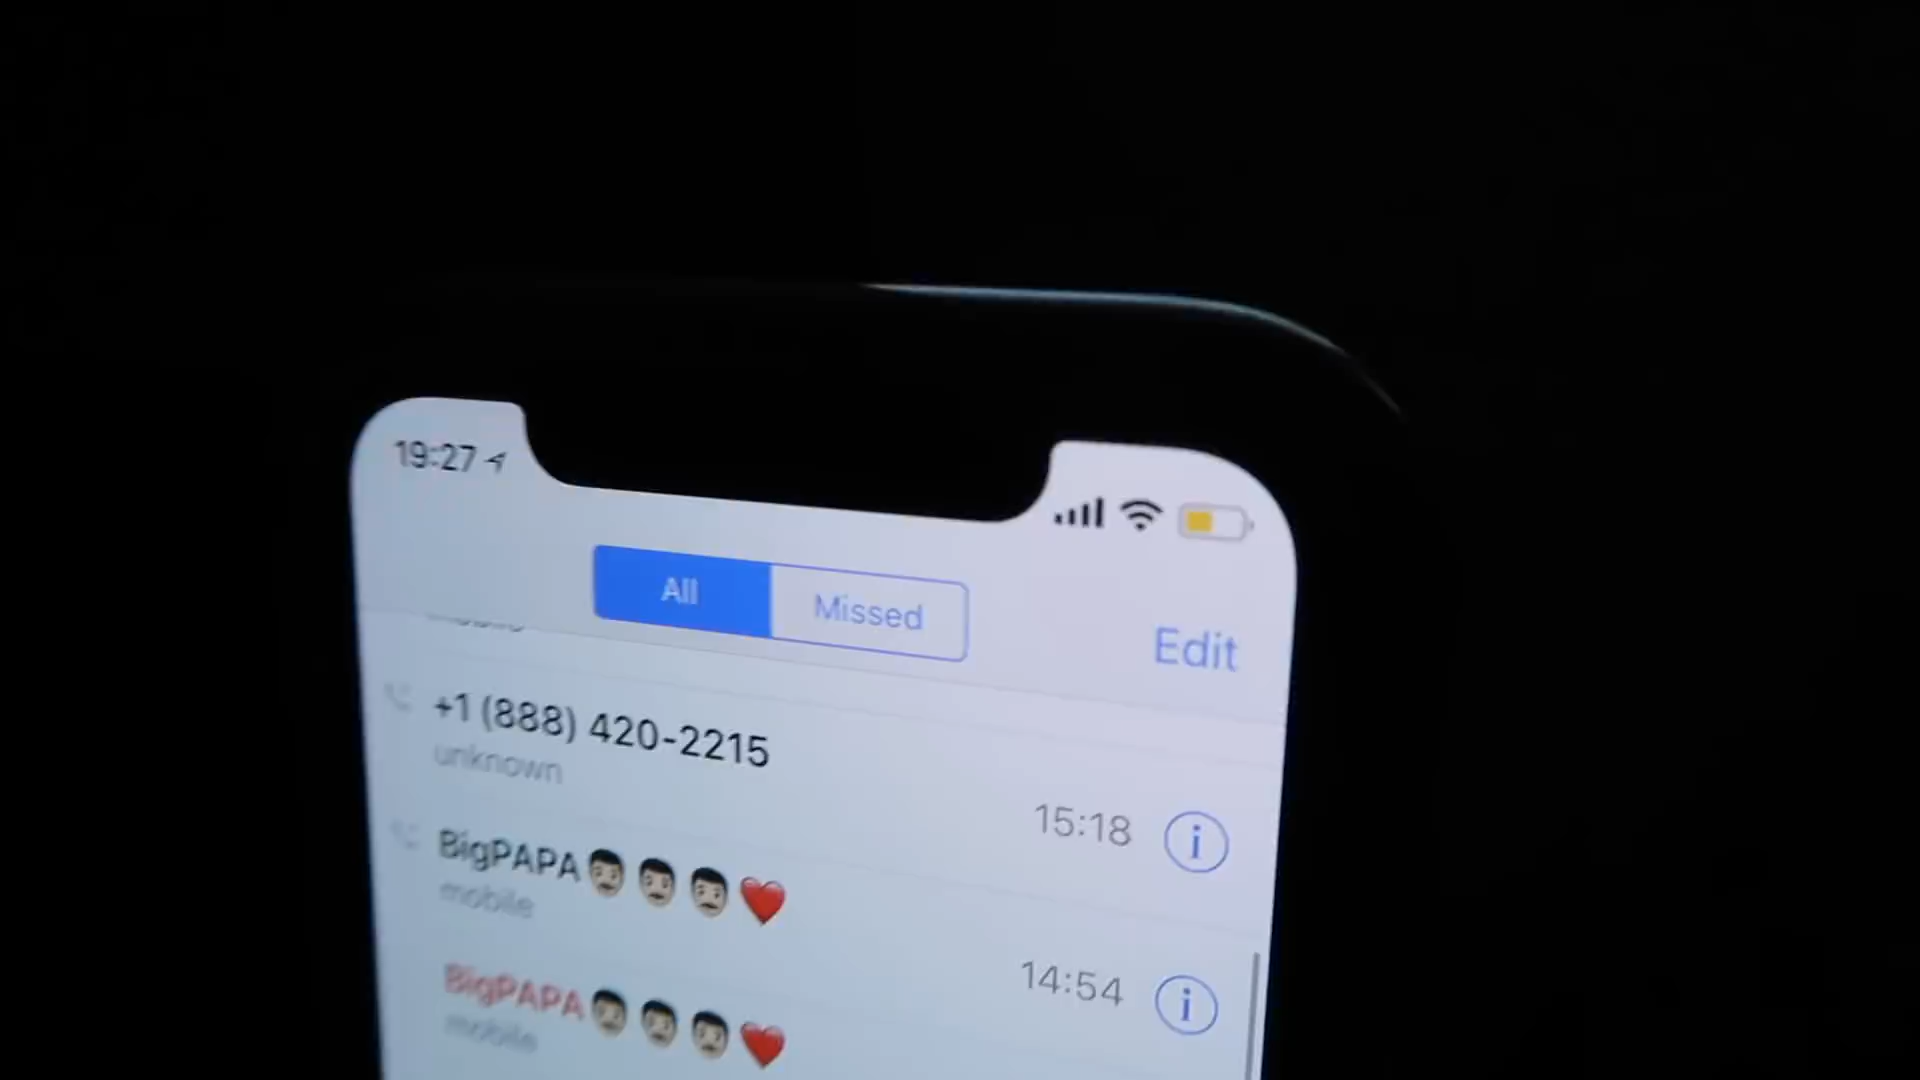 19:27
All Missed
Edit
+1 (888) 420-2215
unknown
15:18
BigPAPA👨🏻👨🏻👨🏻❤️
mobile
14:54
BigPAPA👨🏻👨🏻👨🏻❤️
mobile